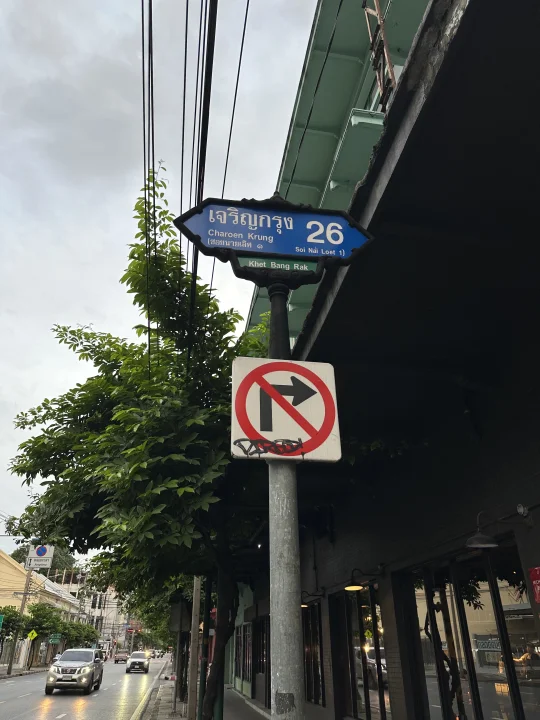 เจริญกรุง 26
Charoen Krung
(ซอยนายเลิศ ๑ Soi Nai Loet 1)
Khet Bang Rak